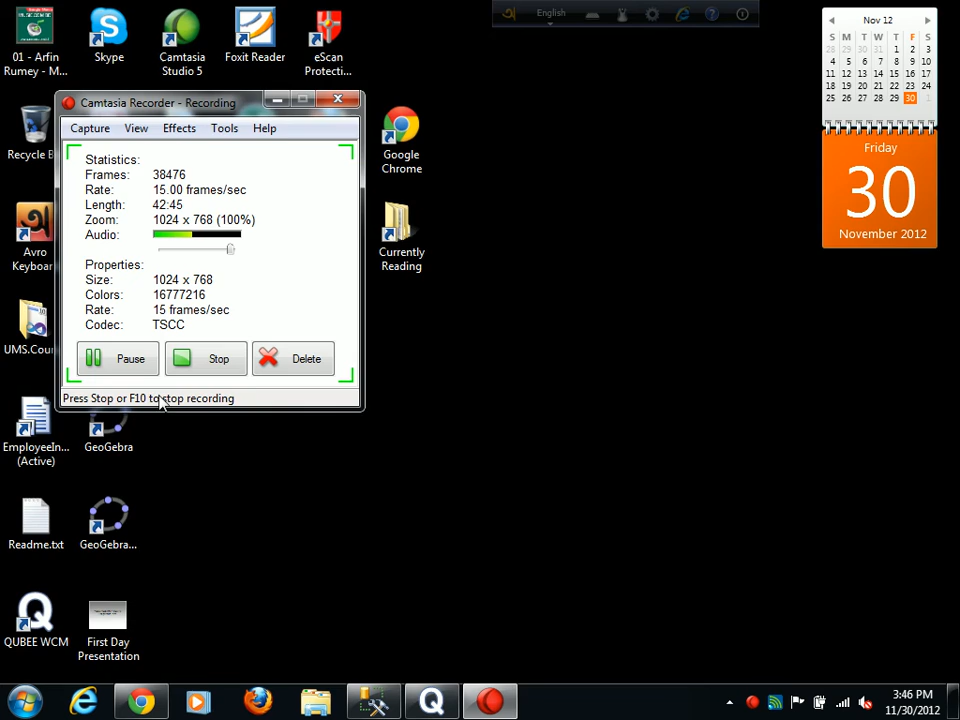 01 - Arfin
Rumey - M...
Skype
Camtasia
Studio 5
Foxit Reader
eScan
Protecti...
English
Nov 12
S M T W T F S
28 29 30 31 1 2 3
4 5 6 7 8 9 10
11 12 13 14 15 16 17
18 19 20 21 22 23 24
25 26 27 28 29 30 1
Friday
30
November 2012
Camtasia Recorder - Recording
Capture View Effects Tools Help
Statistics:
Frames: 38476
Rate: 15.00 frames/sec
Length: 42:45
Zoom: 1024 x 768 (100%)
Audio:
Properties:
Size: 1024 x 768
Colors: 16777216
Rate: 15 frames/sec
Codec: TSCC
Pause Stop Delete
Press Stop or F10 to stop recording
Recycle B
Google
Chrome
Avro
Keyboar
Currently
Reading
UMS.Cou
EmployeeIn...
(Active)
GeoGebra
Readme.txt
GeoGebra...
QUBEE WCM
First Day
Presentation
3:46 PM
11/30/2012